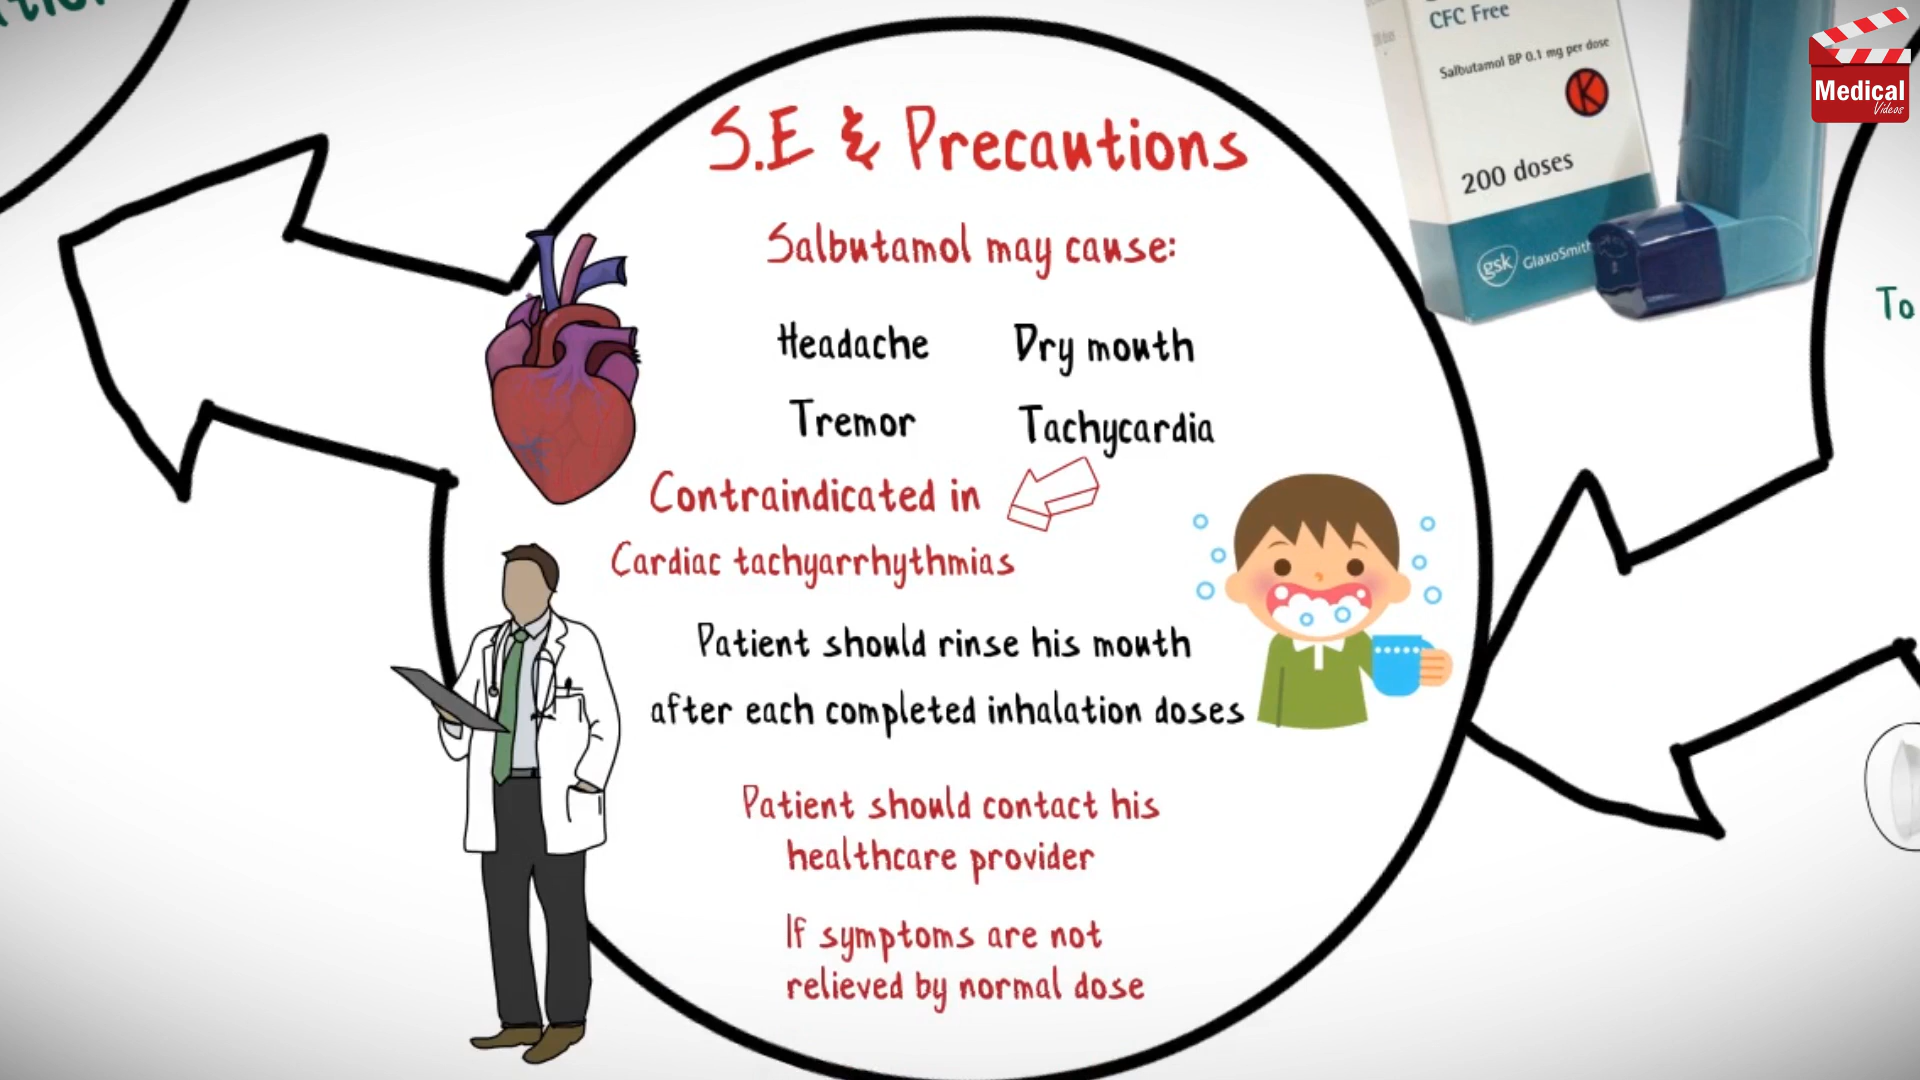 CFC Free
Salbutamol BP 0.1 mg per dose
K
200 doses
gsk GlaxoSmith
Medical
Videos
S.E & Precautions
Salbutamol may cause:
Headache Dry mouth
Tremor Tachycardia
Contraindicated in
Cardiac tachyarrhythmias
Patient should rinse his mouth
after each completed inhalation doses
Patient should contact his
healthcare provider
If symptoms are not
relieved by normal dose
To